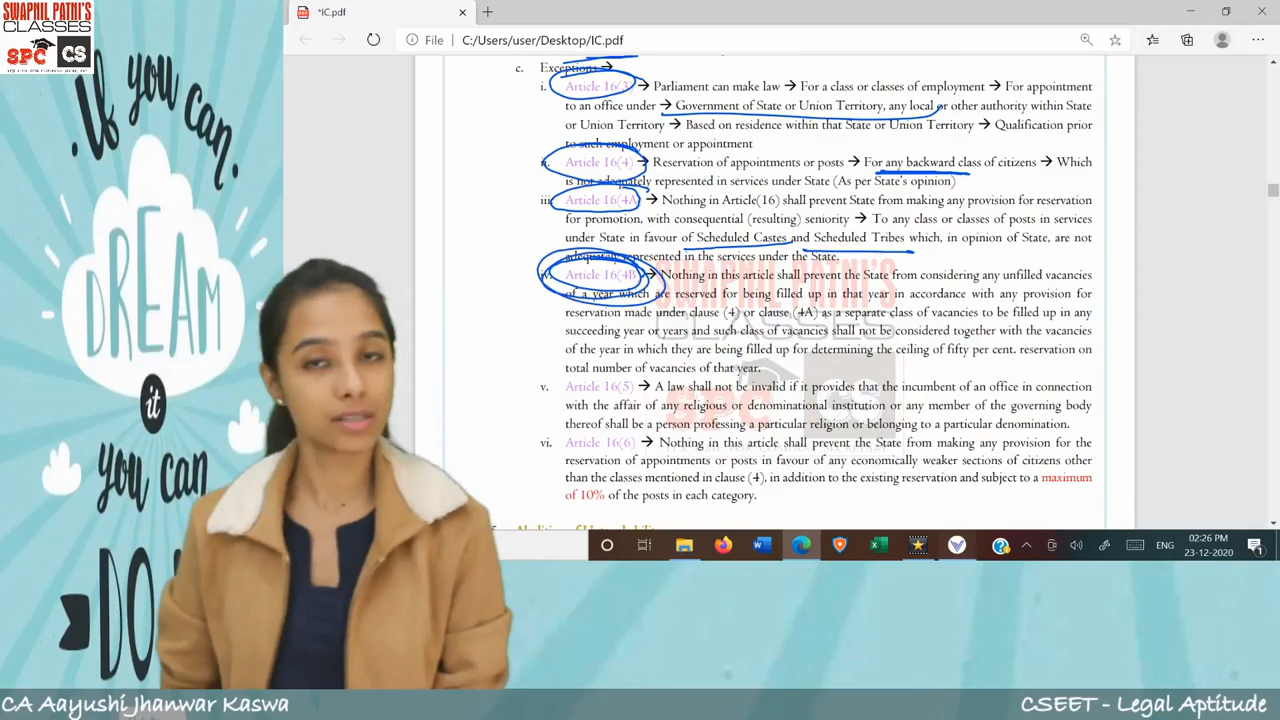 SWAPNIL PATNI'S
CLASSES
SPC CS
If you can
DREAM
it
you can
DO
*IC.pdf
File C:/Users/user/Desktop/IC.pdf
c. Exceptions →
i. Article 16(3) → Parliament can make law → For a class or classes of employment → For appointment
to an office under → Government of State or Union Territory, any local or other authority within State
or Union Territory → Based on residence within that State or Union Territory → Qualification prior
to such employment or appointment
ii. Article 16(4) → Reservation of appointments or posts → For any backward class of citizens → Which
is not adequately represented in services under State (As per State's opinion)
iii. Article 16(4A) → Nothing in Article(16) shall prevent State from making any provision for reservation
for promotion, with consequential (resulting) seniority → To any class or classes of posts in services
under State in favour of Scheduled Castes and Scheduled Tribes which, in opinion of State, are not
adequately represented in the services under the State.
iv. Article 16(4B) → Nothing in this article shall prevent the State from considering any unfilled vacancies
of a year which are reserved for being filled up in that year in accordance with any provision for
reservation made under clause (4) or clause (4A) as a separate class of vacancies to be filled up in any
succeeding year or years and such class of vacancies shall not be considered together with the vacancies
of the year in which they are being filled up for determining the ceiling of fifty per cent. reservation on
total number of vacancies of that year.
v. Article 16(5) → A law shall not be invalid if it provides that the incumbent of an office in connection
with the affair of any religious or denominational institution or any member of the governing body
thereof shall be a person professing a particular religion or belonging to a particular denomination.
vi. Article 16(6) → Nothing in this article shall prevent the State from making any provision for the
reservation of appointments or posts in favour of any economically weaker sections of citizens other
than the classes mentioned in clause (4), in addition to the existing reservation and subject to a maximum
of 10% of the posts in each category.
SWAPNIL PATNI'S
CLASSES
SPC CS
ENG
02:26 PM
23-12-2020
CA Aayushi Jhanwar Kaswa
CSEET - Legal Aptitude